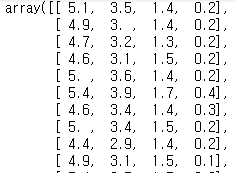 array([[ 5.1,  3.5,  1.4,  0.2],
[ 4.9,  3. ,  1.4,  0.2],
[ 4.7,  3.2,  1.3,  0.2],
[ 4.6,  3.1,  1.5,  0.2],
[ 5. ,  3.6,  1.4,  0.2],
[ 5.4,  3.9,  1.7,  0.4],
[ 4.6,  3.4,  1.4,  0.3],
[ 5. ,  3.4,  1.5,  0.2],
[ 4.4,  2.9,  1.4,  0.2],
[ 4.9,  3.1,  1.5,  0.1],